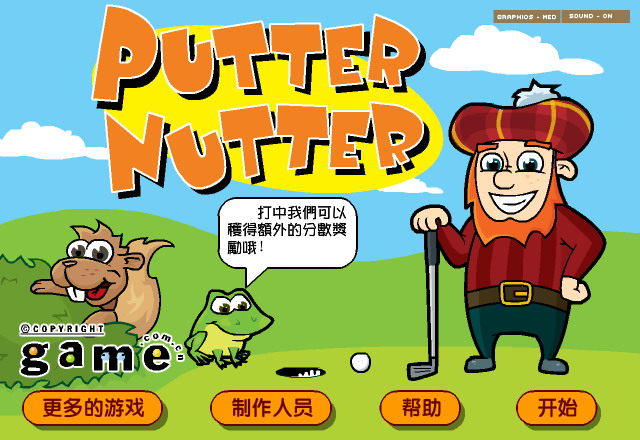 GRAPHICS - MED
SOUND - ON
PUTTER
NUTTER
打中我們可以
獲得額外的分數獎
勵哦!
©COPYRIGHT
game.com.cn
更多的游戏
制作人员
帮助
开始